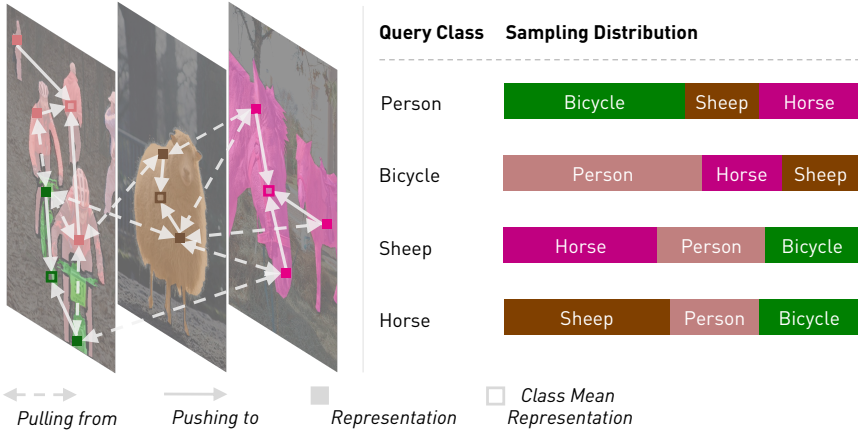 Query Class Sampling Distribution
Person Bicycle Sheep Horse
Bicycle Person Horse Sheep
Sheep Horse Person Bicycle
Horse Sheep Person Bicycle
Pulling from Pushing to Representation Class Mean
Representation